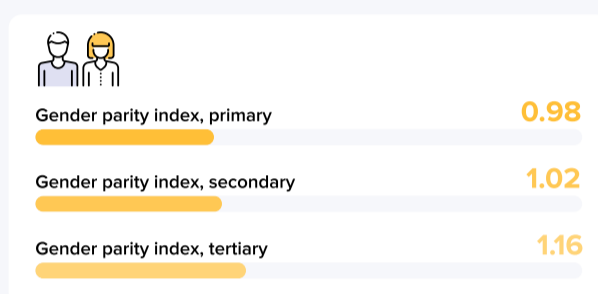 Gender parity index, primary 0.98
Gender parity index, secondary 1.02
Gender parity index, tertiary 1.16